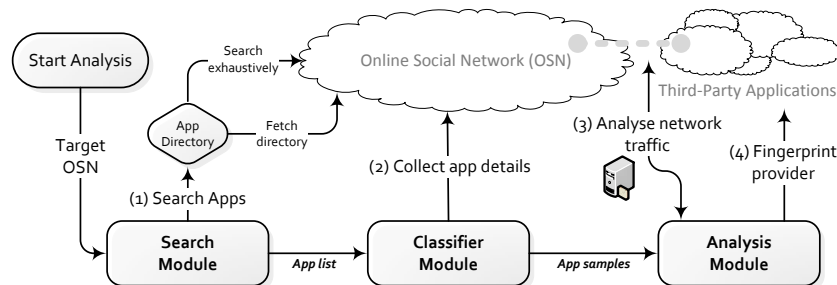 Start Analysis
Search
exhaustively
Online Social Network (OSN)
Third-Party Applications
App
Directory
Fetch
directory
Target
OSN
(1) Search Apps
(2) Collect app details
(3) Analyse network
traffic
(4) Fingerprint
provider
Search
Module
App list
Classifier
Module
App samples
Analysis
Module